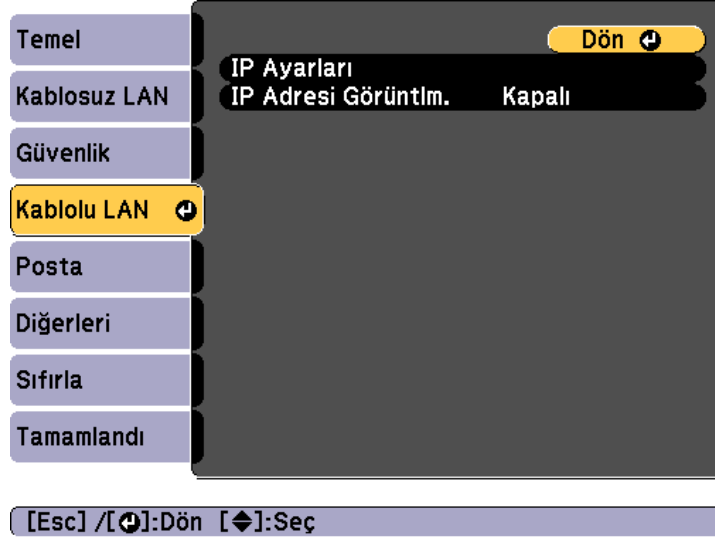 Temel
Kablosuz LAN
Güvenlik
Kablolu LAN
Posta
Diğerleri
Sıfırla
Tamamlandı
Dön
IP Ayarları
IP Adresi Görüntlm. Kapalı
[Esc] /[⏎]:Dön [◆]:Seç